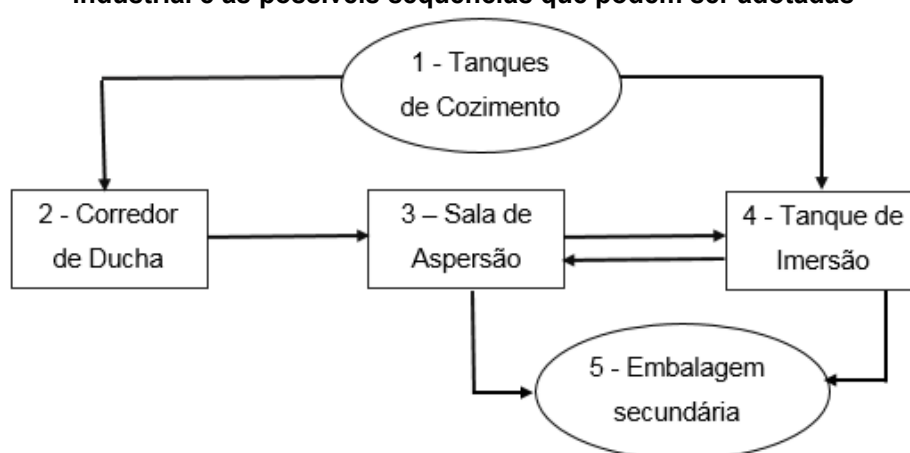 industrial e as possíveis sequências que podem ser adotadas
1 - Tanques
de Cozimento
2 - Corredor
de Ducha
3 – Sala de
Aspersão
4 - Tanque de
Imersão
5 - Embalagem
secundária